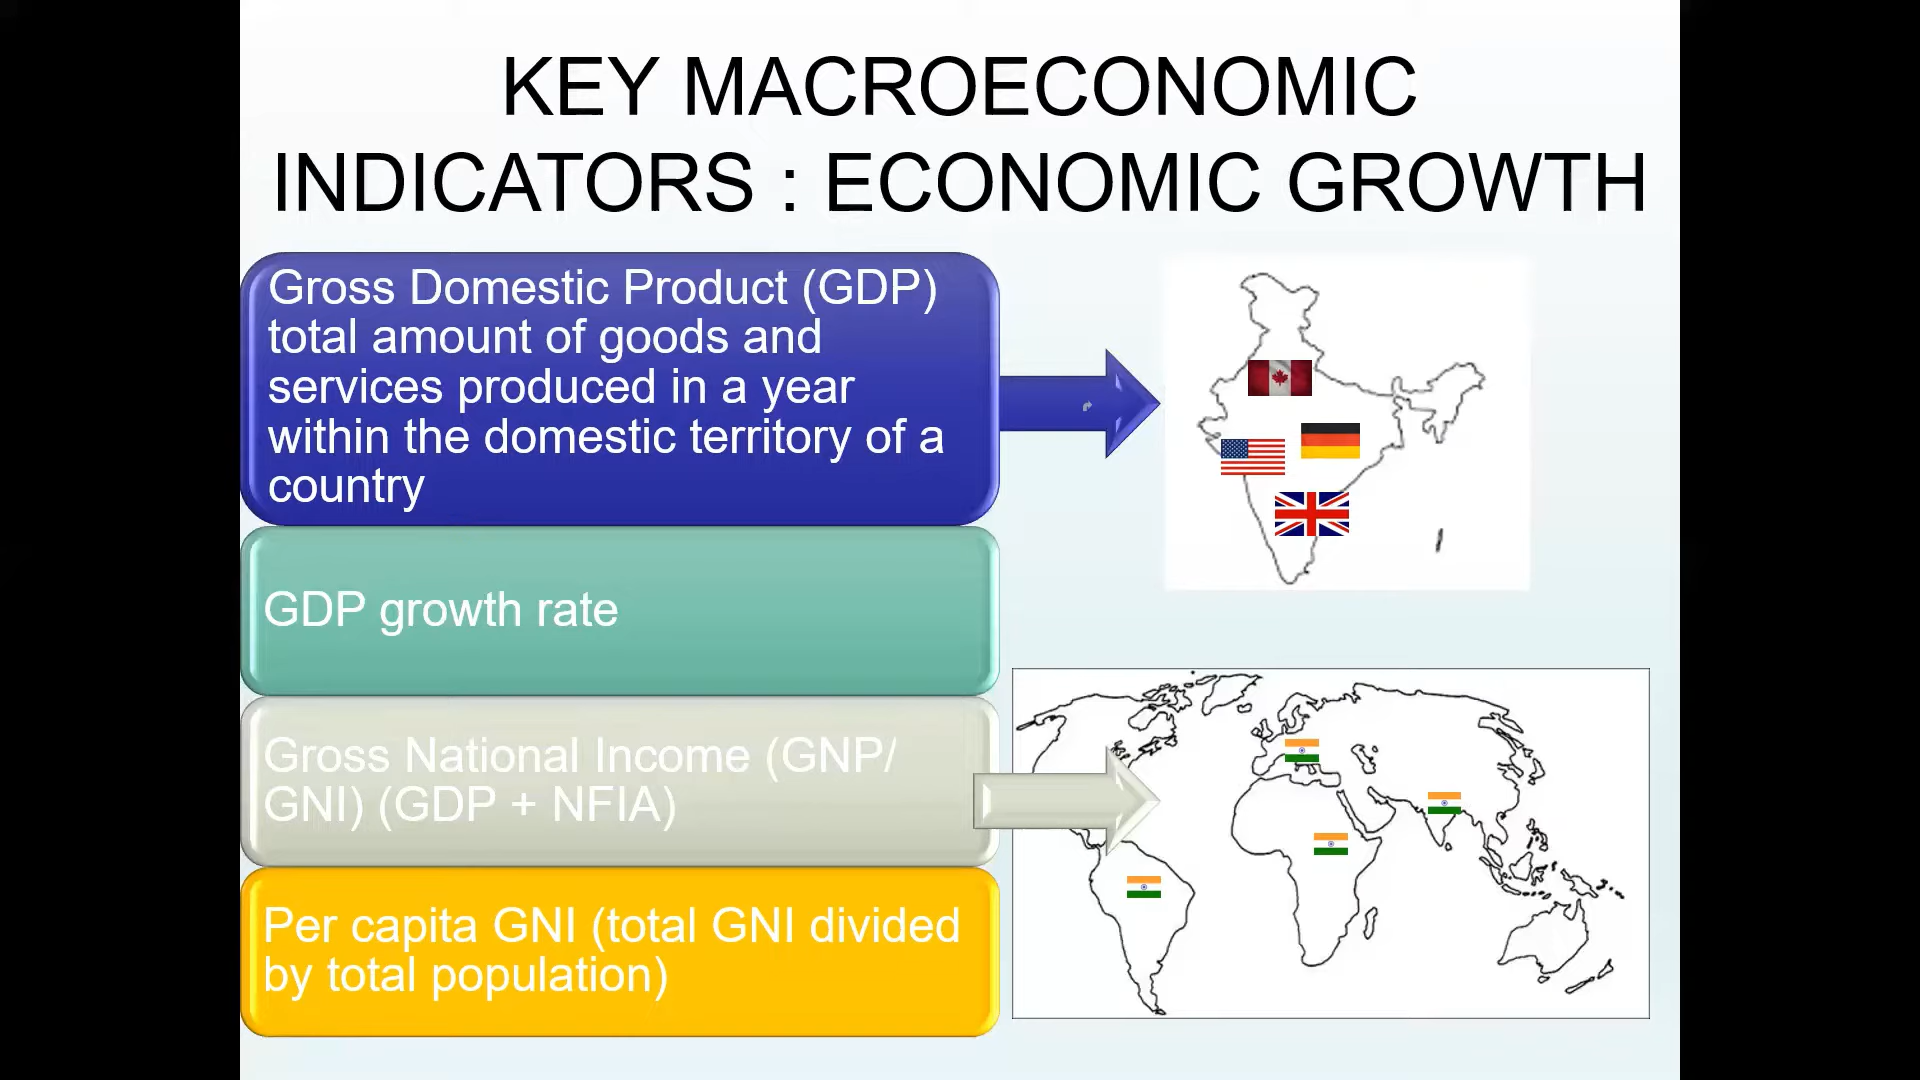 KEY MACROECONOMIC
INDICATORS : ECONOMIC GROWTH
Gross Domestic Product (GDP)
total amount of goods and
services produced in a year
within the domestic territory of a
country
GDP growth rate
Gross National Income (GNP/
GNI) (GDP + NFIA)
Per capita GNI (total GNI divided
by total population)